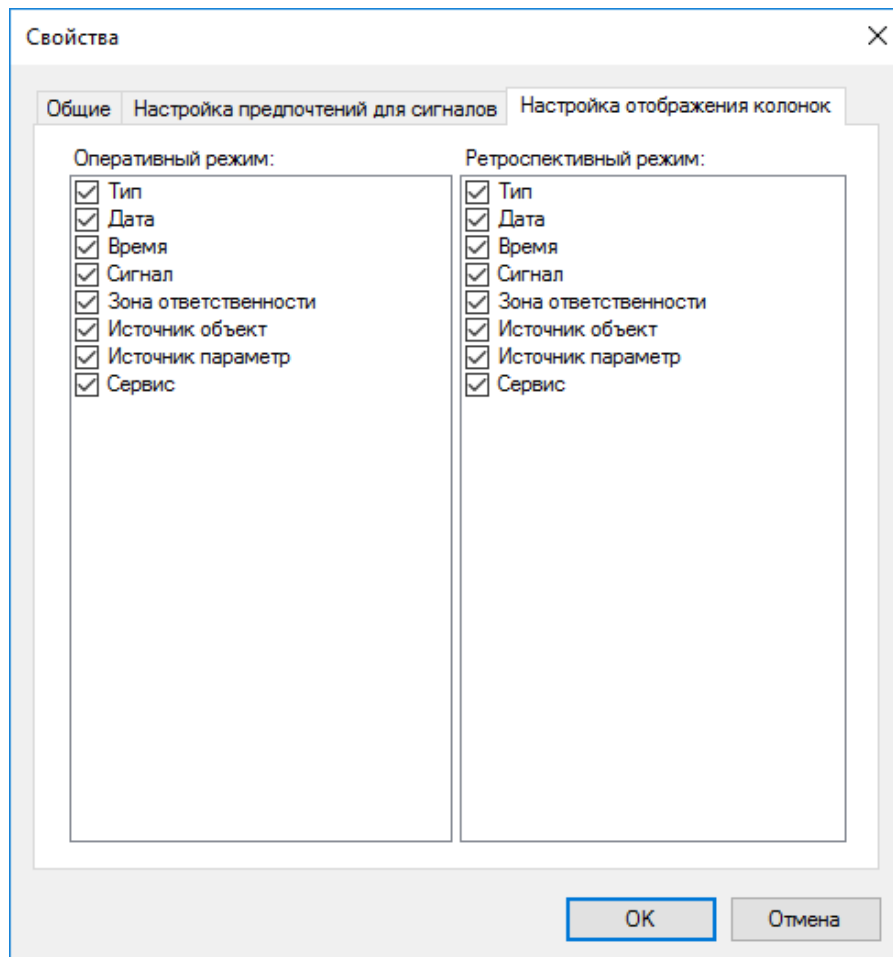 Свойства
Общие
Настройка предпочтений для сигналов
Настройка отображения колонок
Оперативный режим:
Тип
Дата
Время
Сигнал
Зона ответственности
Источник объект
Источник параметр
Сервис
Ретроспективный режим:
Тип
Дата
Время
Сигнал
Зона ответственности
Источник объект
Источник параметр
Сервис
OK
Отмена